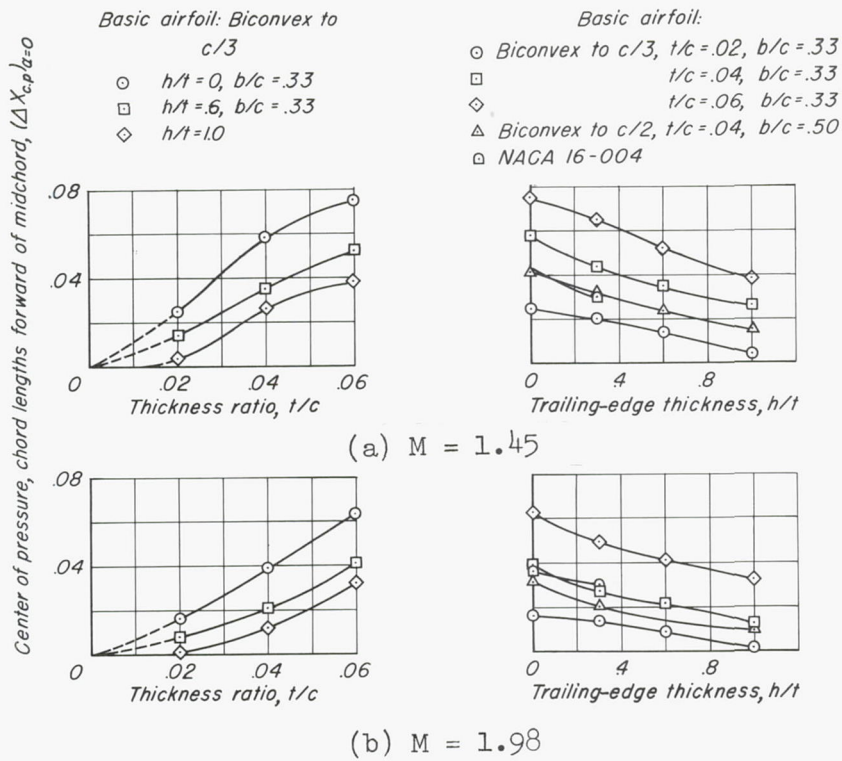 Basic airfoil: Biconvex to
c/3
h/t = 0, b/c = .33
h/t = .6, b/c = .33
h/t = 1.0
Basic airfoil:
Biconvex to c/3, t/c = .02, b/c = .33
t/c = .04, b/c = .33
t/c = .06, b/c = .33
Biconvex to c/2, t/c = .04, b/c = .50
NACA 16-004
Center of pressure, chord lengths forward of midchord, (ΔXc.p.)α=0
.08
.04
0 .02 .04 .06
Thickness ratio, t/c
0 .4 .8
Trailing-edge thickness, h/t
(a) M = 1.45
.08
.04
0 .02 .04 .06
Thickness ratio, t/c
0 .4 .8
Trailing-edge thickness, h/t
(b) M = 1.98